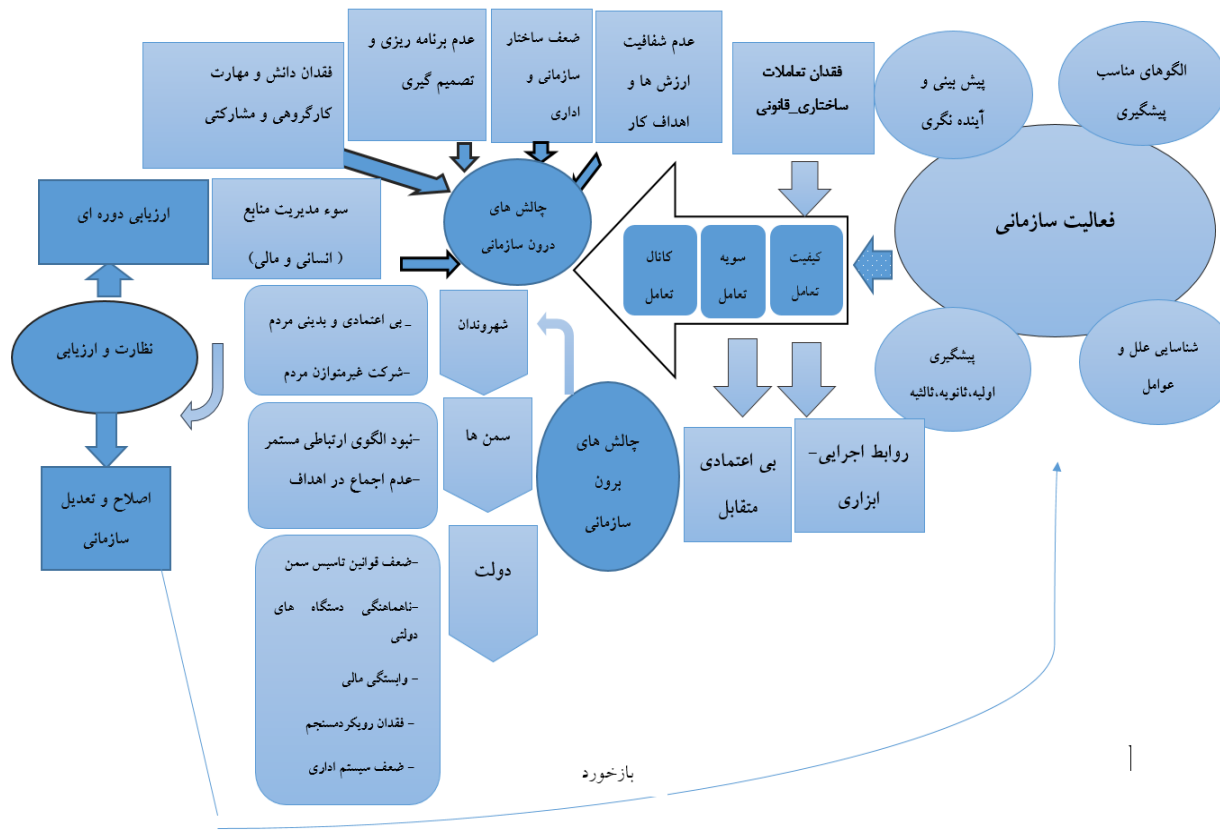 الگوهای مناسب
پیشگیری
پیش بینی و
آینده نگری
فعالیت سازمانی
شناسایی علل و
عوامل
پیشگیری
اولیه،ثانویه،ثالثیه
فقدان تعاملات
ساختاری_قانونی
کیفیت
تعامل
سویه
تعامل
کانال
تعامل
روابط اجرایی-
ابزاری
بی اعتمادی
متقابل
عدم شفافیت
ارزش ها و
اهداف کار
ضعف ساختار
سازمانی و
اداری
عدم برنامه ریزی و
تصمیم گیری
فقدان دانش و مهارت
کارگروهی و مشارکتی
سوء مدیریت منابع
( انسانی و مالی)
چالش های
درون سازمانی
چالش های
برون
سازمانی
شهروندان
_ بی اعتمادی و بدینی مردم
-شرکت غیرمتوازن مردم
سمن ها
-نبود الگوی ارتباطی مستمر
-عدم اجماع در اهداف
دولت
-ضعف قوانین تاسیس سمن
-ناهماهنگی دستگاه های
دولتی
- وابستگی مالی
- فقدان رویکردمسنجم
- ضعف سیستم اداری
ارزیابی دوره ای
نظارت و ارزیابی
اصلاح و تعدیل
سازمانی
بازخورد